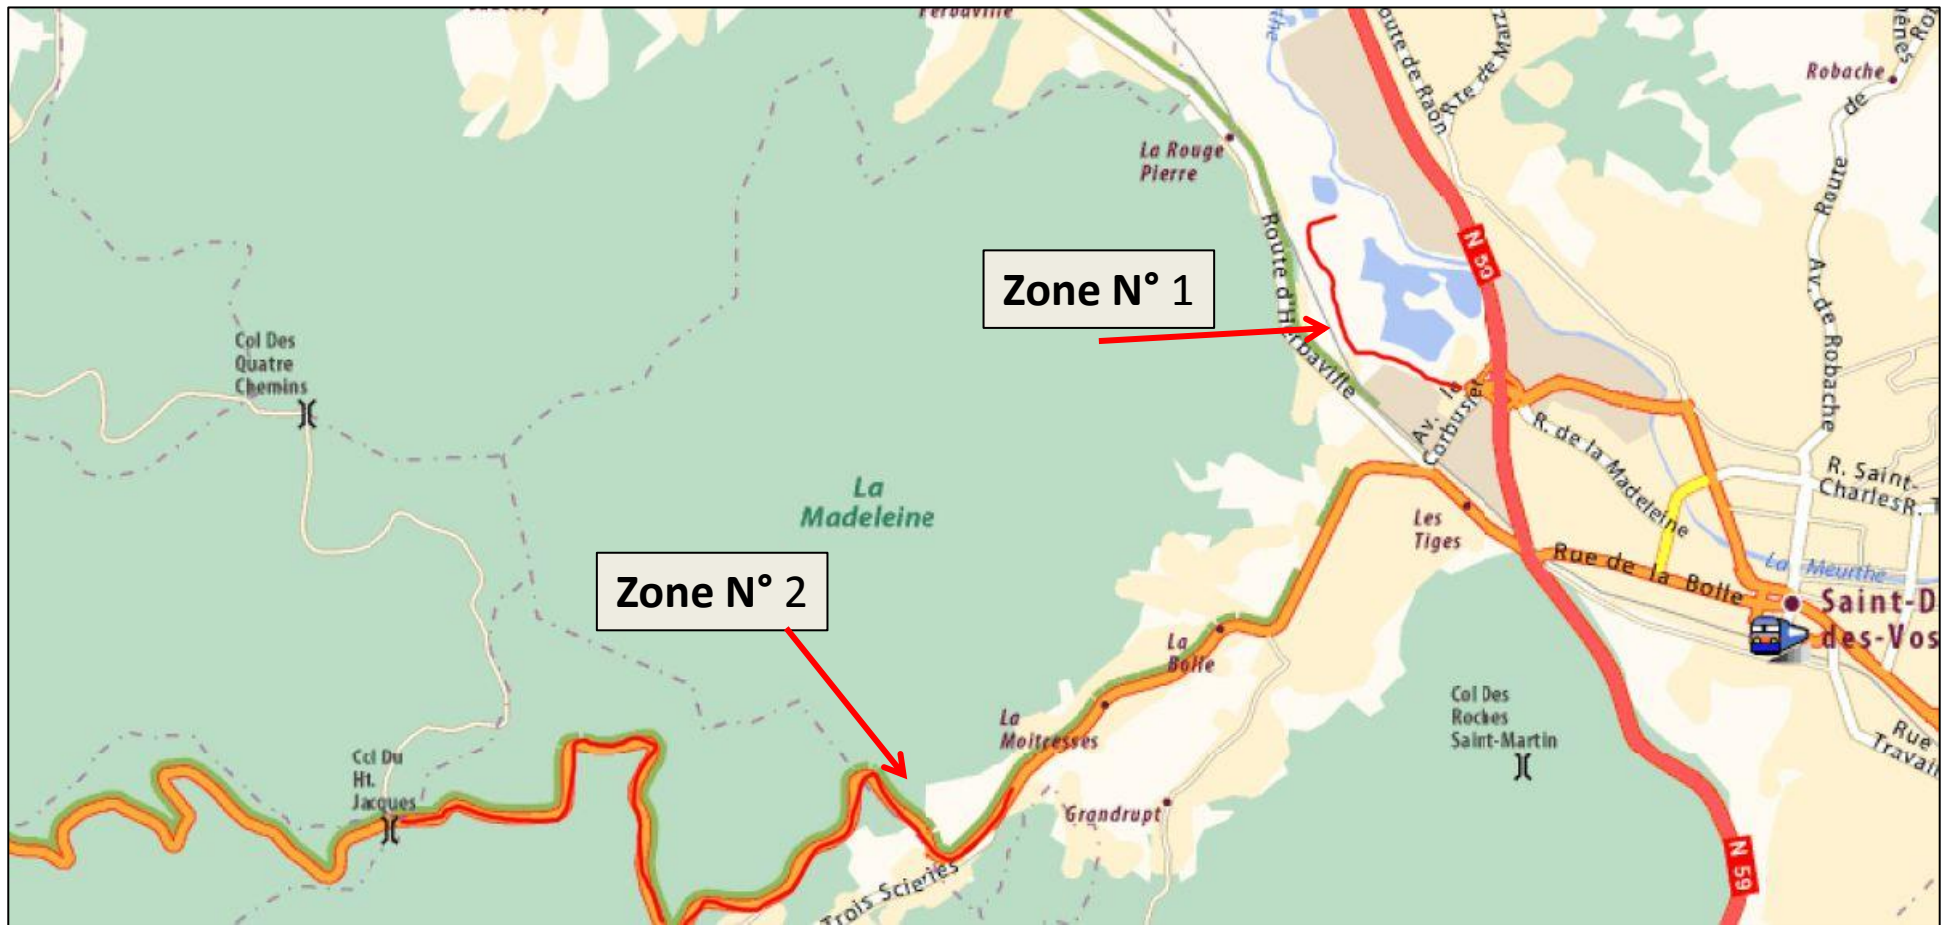 Route de Raon
Rte de Marz
Robache
La Rouge
Pierre
Route d'Herbaville
N 59
Zone N° 1
Route de
Av. de Robache
Col Des
Quatre
Chemins
Av. le
Corbusier
R. de la Madeleine
R. Saint-
Charles
R. T
La
Madeleine
Les
Tiges
Rue de la Bolle
La Meurthe
Zone N° 2
Saint-D
des-Vos
La
Bolle
Col Des
Roches
Saint-Martin
La
Moitresses
Rue
Travail
Col Du
Ht.
Jacques
Grandrupt
N 59
Trois Scieries